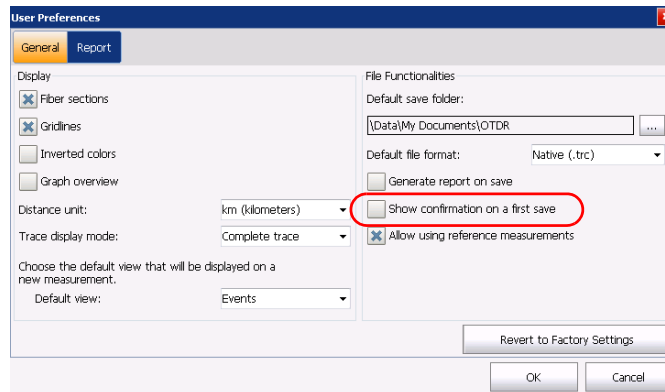 User Preferences
General Report
Display
Fiber sections
Gridlines
Inverted colors
Graph overview
Distance unit: km (kilometers)
Trace display mode: Complete trace
Choose the default view that will be displayed on a
new measurement.
Default view: Events
File Functionalities
Default save folder:
\Data\My Documents\OTDR ...
Default file format: Native (.trc)
Generate report on save
Show confirmation on a first save
Allow using reference measurements
Revert to Factory Settings
OK Cancel